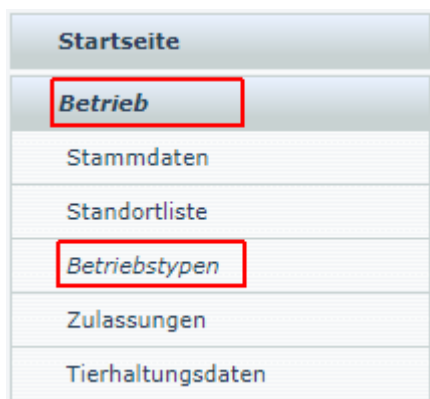 Startseite
Betrieb
Stammdaten
Standortliste
Betriebstypen
Zulassungen
Tierhaltungsdaten